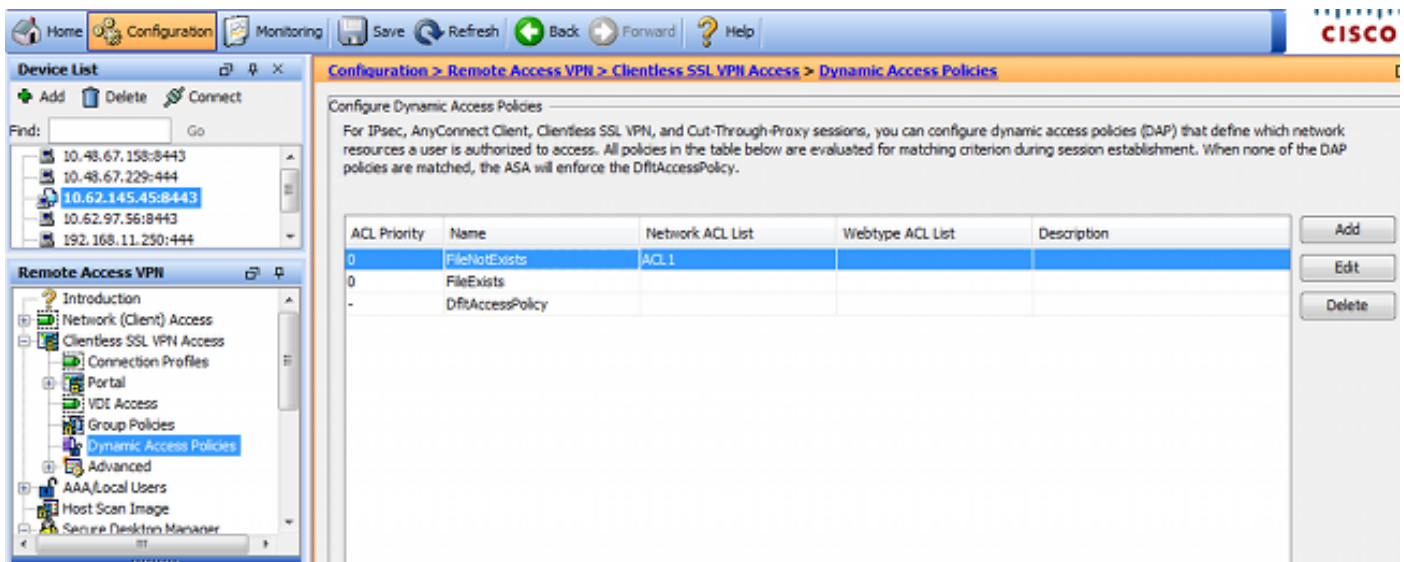 Home Configuration Monitoring Save Refresh Back Forward Help
CISCO
Device List
Add Delete Connect
Find: Go
10.48.67.158:8443
10.48.67.229:444
10.62.145.45:8443
10.62.97.56:8443
192.168.11.250:444
Remote Access VPN
Introduction
Network (Client) Access
Clientless SSL VPN Access
Connection Profiles
Portal
VDI Access
Group Policies
Dynamic Access Policies
Advanced
AAA/Local Users
Host Scan Image
Secure Desktop Manager
Configuration > Remote Access VPN > Clientless SSL VPN Access > Dynamic Access Policies
Configure Dynamic Access Policies
For IPsec, AnyConnect Client, Clientless SSL VPN, and Cut-Through-Proxy sessions, you can configure dynamic access policies (DAP) that define which network
resources a user is authorized to access. All policies in the table below are evaluated for matching criterion during session establishment. When none of the DAP
policies are matched, the ASA will enforce the DfltAccessPolicy.
ACL Priority Name Network ACL List Webtype ACL List Description
0 FileNotExists ACL1
0 FileExists
- DfltAccessPolicy
Add
Edit
Delete